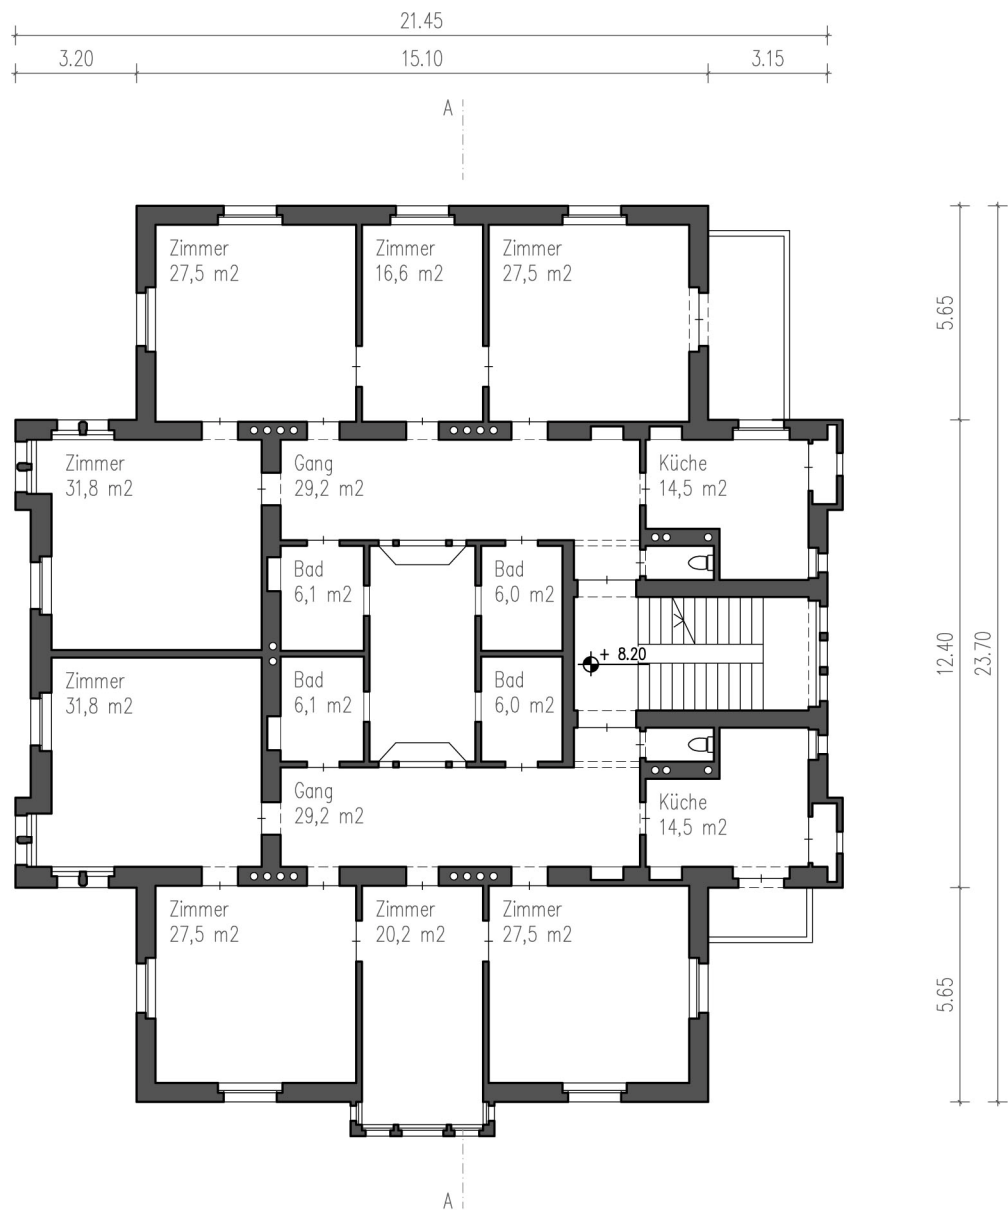 21.45
3.20 15.10 3.15
A
Zimmer
27,5 m2
Zimmer
16,6 m2
Zimmer
27,5 m2
5.65
Zimmer
31,8 m2
Gang
29,2 m2
Küche
14,5 m2
Bad
6,1 m2
Bad
6,0 m2
+ 8.20
12.40
23.70
Zimmer
31,8 m2
Bad
6,1 m2
Bad
6,0 m2
Gang
29,2 m2
Küche
14,5 m2
Zimmer
27,5 m2
Zimmer
20,2 m2
Zimmer
27,5 m2
5.65
A